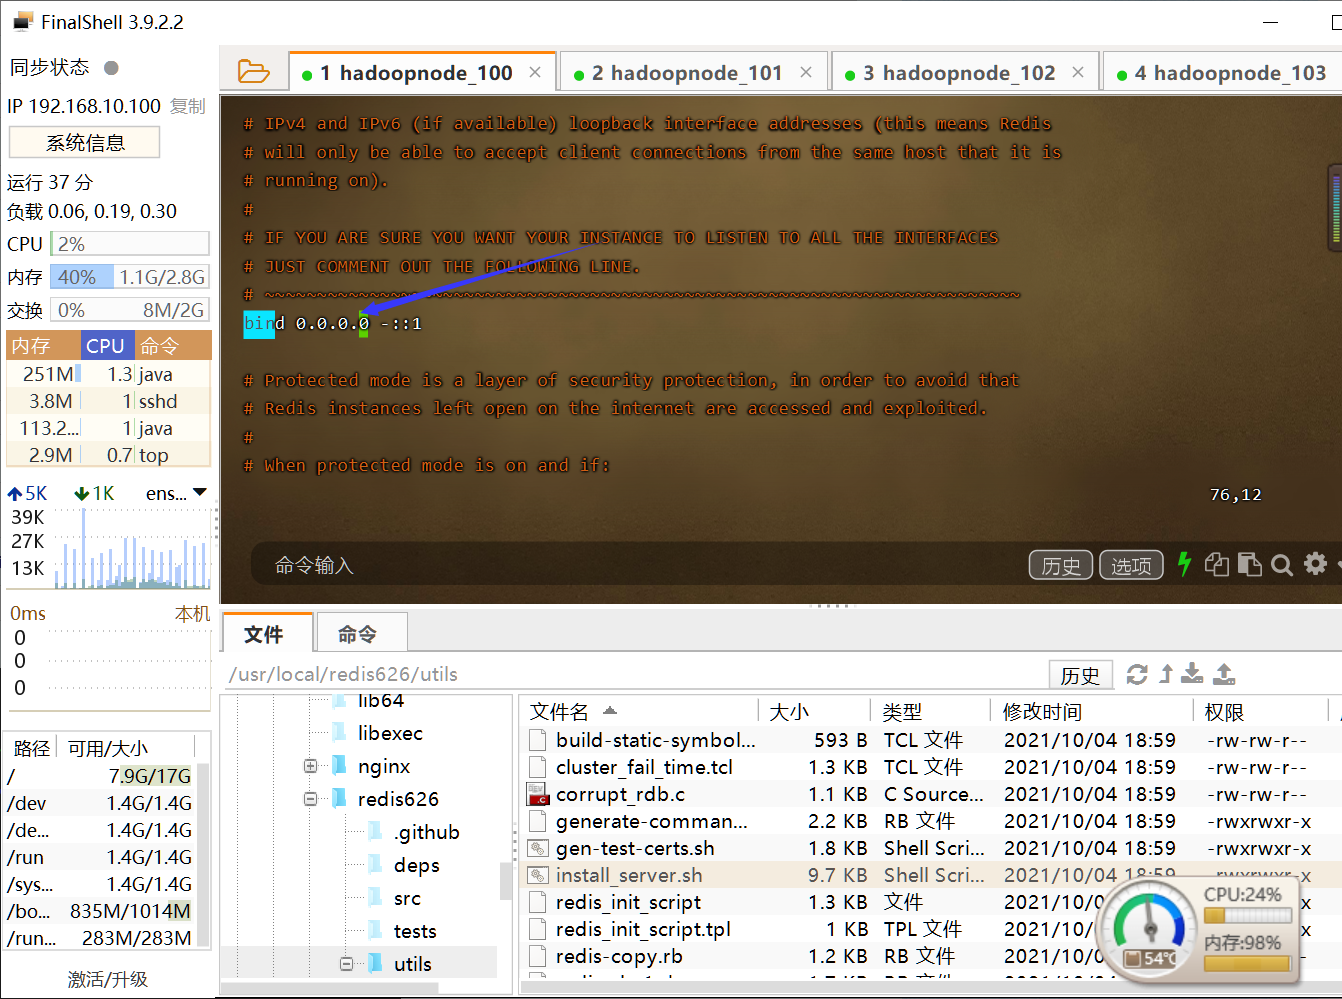 FinalShell 3.9.2.2
同步状态
IP 192.168.10.100 复制
系统信息
运行 37 分
负载 0.06, 0.19, 0.30
CPU 2%
内存 40% 1.1G/2.8G
交换 0% 8M/2G
内存 CPU 命令
251M 1.3 java
3.8M 1 sshd
113.2... 1 java
2.9M 0.7 top
5K 1K ens...
39K
27K
13K
0ms 本机
0
0
0
路径 可用/大小
/ 7.9G/17G
/dev 1.4G/1.4G
/de... 1.4G/1.4G
/run 1.4G/1.4G
/sys... 1.4G/1.4G
/bo... 835M/1014M
/run... 283M/283M
激活/升级
1 hadoopnode_100
2 hadoopnode_101
3 hadoopnode_102
4 hadoopnode_103
# IPv4 and IPv6 (if available) loopback interface addresses (this means Redis
# will only be able to accept client connections from the same host that it is
# running on).
#
# IF YOU ARE SURE YOU WANT YOUR INSTANCE TO LISTEN TO ALL THE INTERFACES
# JUST COMMENT OUT THE FOLLOWING LINE.
# ~~~~~~~~~~~~~~~~~~~~~~~~~~~~~~~~~~~~~~~~~~~~~~~~~~~~~~~~~~~~~~~~~~~~~~~~
bind 0.0.0.0 -::1
# Protected mode is a layer of security protection, in order to avoid that
# Redis instances left open on the internet are accessed and exploited.
#
# When protected mode is on and if:
76,12
命令输入 历史 选项
文件 命令
/usr/local/redis626/utils 历史
lib64
libexec
nginx
redis626
.github
deps
src
tests
utils
文件名 大小 类型 修改时间 权限
build-static-symbol... 593 B TCL 文件 2021/10/04 18:59 -rw-rw-r--
cluster_fail_time.tcl 1.3 KB TCL 文件 2021/10/04 18:59 -rw-rw-r--
corrupt_rdb.c 1.1 KB C Source... 2021/10/04 18:59 -rw-rw-r--
generate-comman... 2.2 KB RB 文件 2021/10/04 18:59 -rwxrwxr-x
gen-test-certs.sh 1.8 KB Shell Scri... 2021/10/04 18:59 -rwxrwxr-x
install_server.sh 9.7 KB Shell Scri... 2021/10/04 18:59 -rwxrwxr-x
redis_init_script 1.3 KB 文件 2021/10/04
redis_init_script.tpl 1 KB TPL 文件 2021/10/04
redis-copy.rb 1.2 KB RB 文件 2021/10/04
CPU:24%
内存:98%
54℃